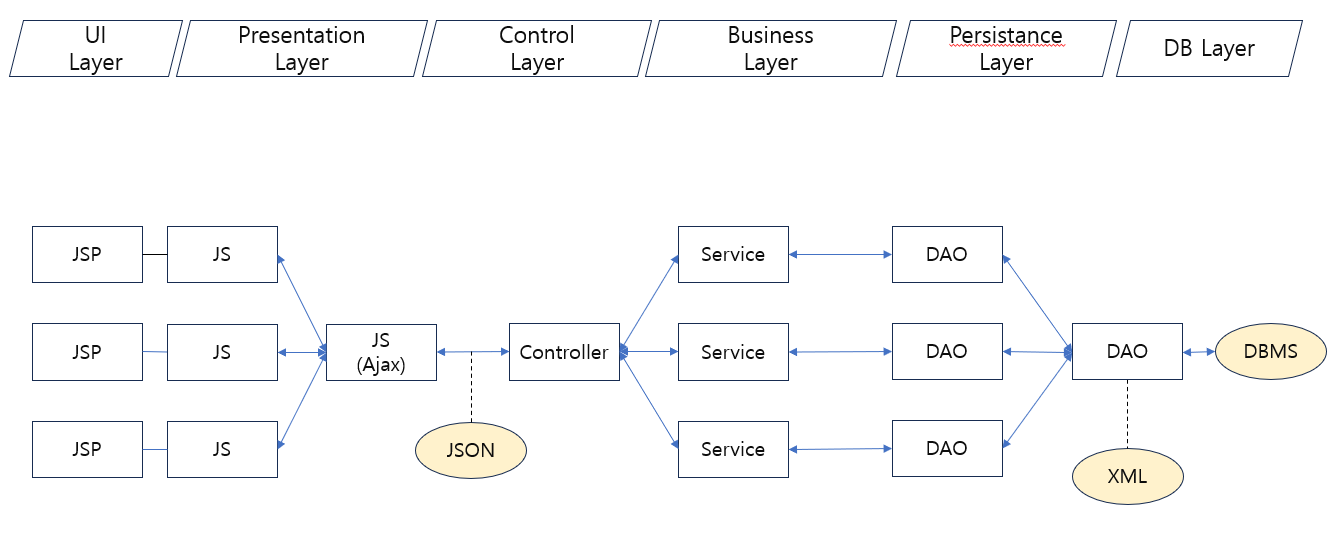 UI
Layer
Presentation
Layer
Control
Layer
Business
Layer
Persistance
Layer
DB Layer
JSP
JS
Service
DAO
JSP
JS
JS
(Ajax)
Controller
Service
DAO
DAO
DBMS
JSP
JS
JSON
Service
DAO
XML